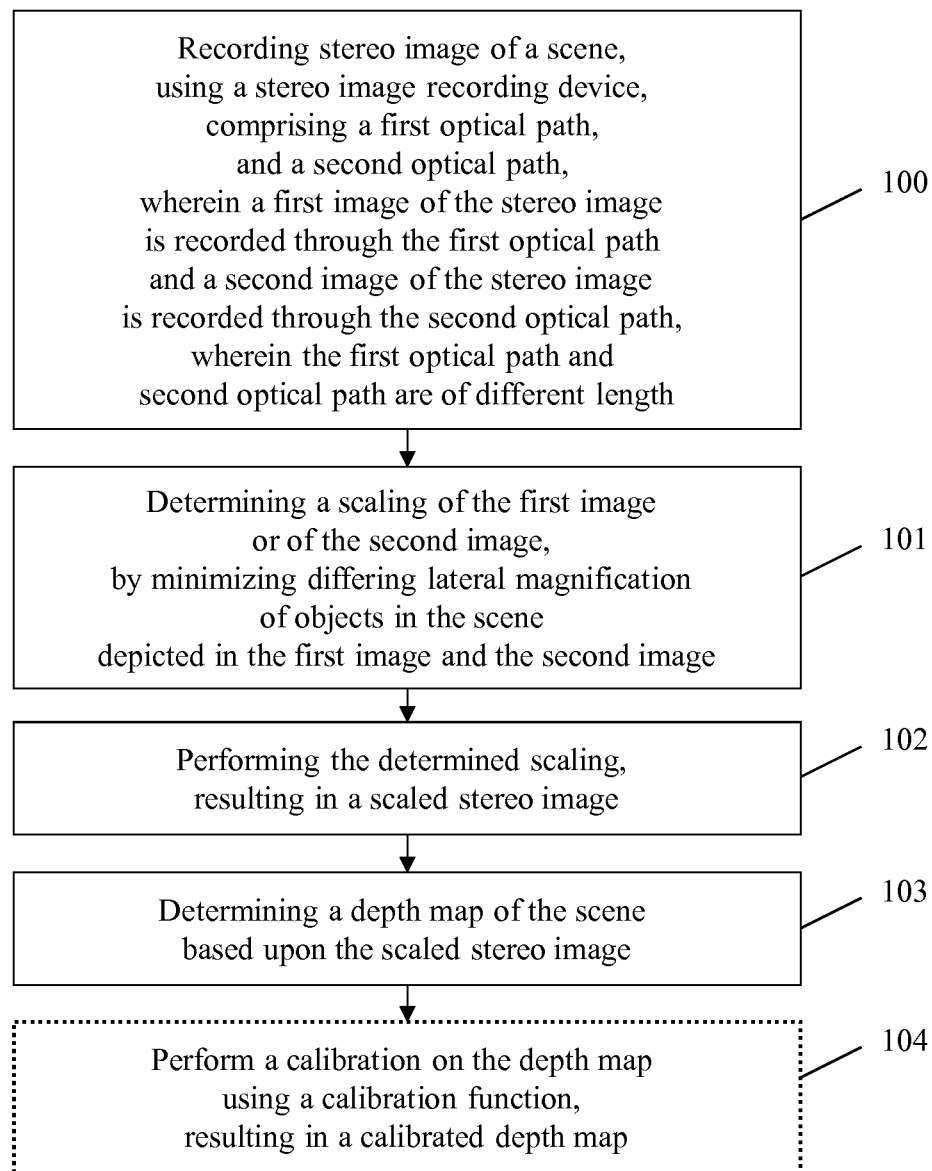 Recording stereo image of a scene,
using a stereo image recording device,
comprising a first optical path,
and a second optical path,
wherein a first image of the stereo image
is recorded through the first optical path
and a second image of the stereo image
is recorded through the second optical path,
wherein the first optical path and
second optical path are of different length
100
Determining a scaling of the first image
or of the second image,
by minimizing differing lateral magnification
of objects in the scene
depicted in the first image and the second image
101
Performing the determined scaling,
resulting in a scaled stereo image
102
Determining a depth map of the scene
based upon the scaled stereo image
103
Perform a calibration on the depth map
using a calibration function,
resulting in a calibrated depth map
104